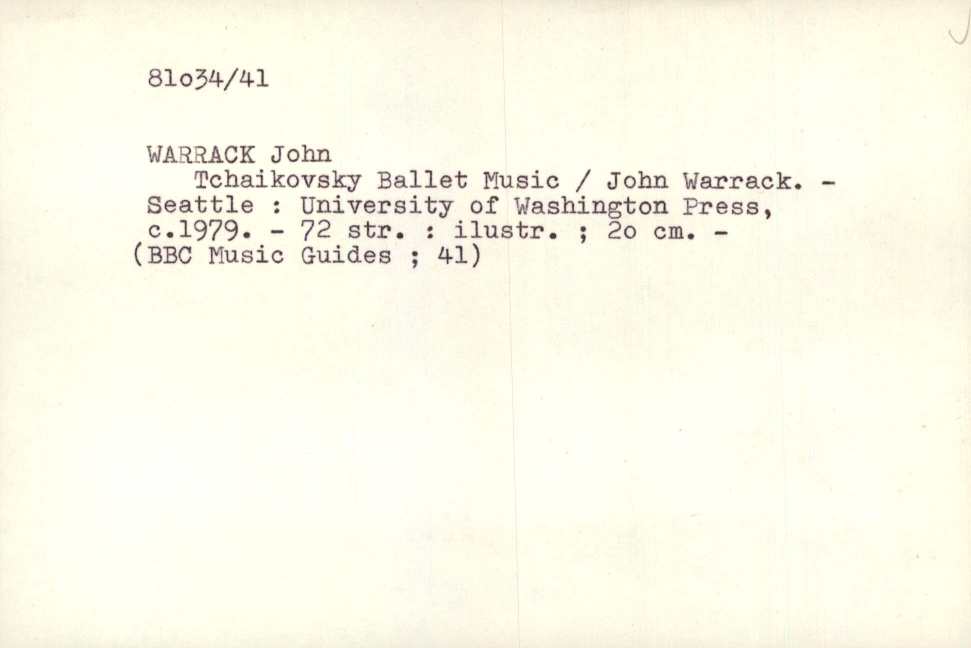 81o34/41
WARRACK John
Tchaikovsky Ballet Music / John Warrack. -
Seattle : University of Washington Press,
c.1979. - 72 str. : ilustr. ; 2o cm. -
(BBC Music Guides ; 41)